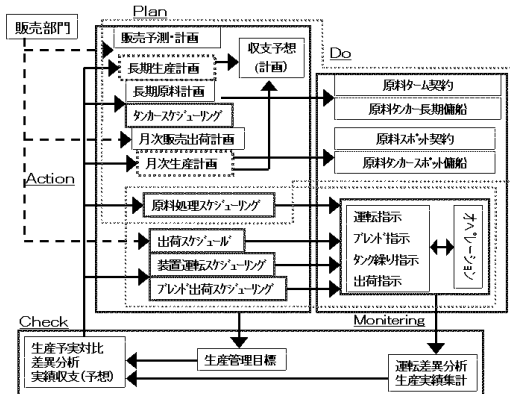 Plan
販売部門
販売予測・計画
収支予想
(計画)
Do
長期生産計画
長期原料計画
タンカースケジューリング
月次販売出荷計画
月次生産計画
原料ターム契約
原料タンカー長期傭船
原料スポット契約
原料タンカースポット傭船
Action
原料処理スケジューリング
出荷スケジュール
装置運転スケジューリング
ブレンド出荷スケジューリング
運転指示
ブレンド指示
タンク繰り指示
出荷指示
オペレーション
Check
Monitering
生産予実対比
差異分析
実績収支(予想)
生産管理目標
運転差異分析
生産実績集計